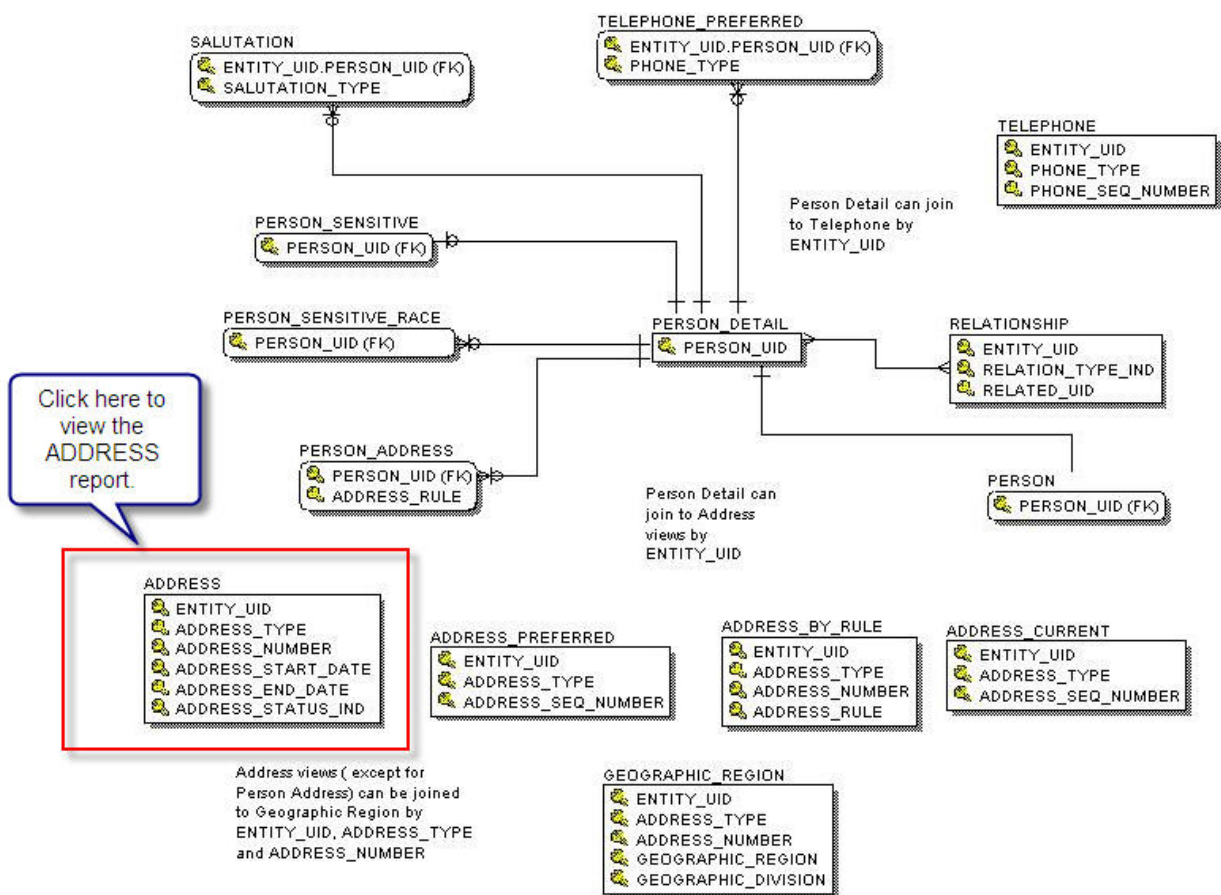 SALUTATION
ENTITY_UID.PERSON_UID (FK)
SALUTATION_TYPE
TELEPHONE_PREFERRED
ENTITY_UID.PERSON_UID (FK)
PHONE_TYPE
TELEPHONE
ENTITY_UID
PHONE_TYPE
PHONE_SEQ_NUMBER
Person Detail can join
to Telephone by
ENTITY_UID
PERSON_SENSITIVE
PERSON_UID (FK)
PERSON_SENSITIVE_RACE
PERSON_UID (FK)
PERSON_DETAIL
PERSON_UID
RELATIONSHIP
ENTITY_UID
RELATION_TYPE_IND
RELATED_UID
Click here to
view the
ADDRESS
report.
PERSON_ADDRESS
PERSON_UID (FK)
ADDRESS_RULE
Person Detail can
join to Address
views by
ENTITY_UID
PERSON
PERSON_UID (FK)
ADDRESS
ENTITY_UID
ADDRESS_TYPE
ADDRESS_NUMBER
ADDRESS_START_DATE
ADDRESS_END_DATE
ADDRESS_STATUS_IND
ADDRESS_PREFERRED
ENTITY_UID
ADDRESS_TYPE
ADDRESS_SEQ_NUMBER
ADDRESS_BY_RULE
ENTITY_UID
ADDRESS_TYPE
ADDRESS_NUMBER
ADDRESS_RULE
ADDRESS_CURRENT
ENTITY_UID
ADDRESS_TYPE
ADDRESS_SEQ_NUMBER
Address views ( except for
Person Address) can be joined
to Geographic Region by
ENTITY_UID, ADDRESS_TYPE
and ADDRESS_NUMBER
GEOGRAPHIC_REGION
ENTITY_UID
ADDRESS_TYPE
ADDRESS_NUMBER
GEOGRAPHIC_REGION
GEOGRAPHIC_DIVISION